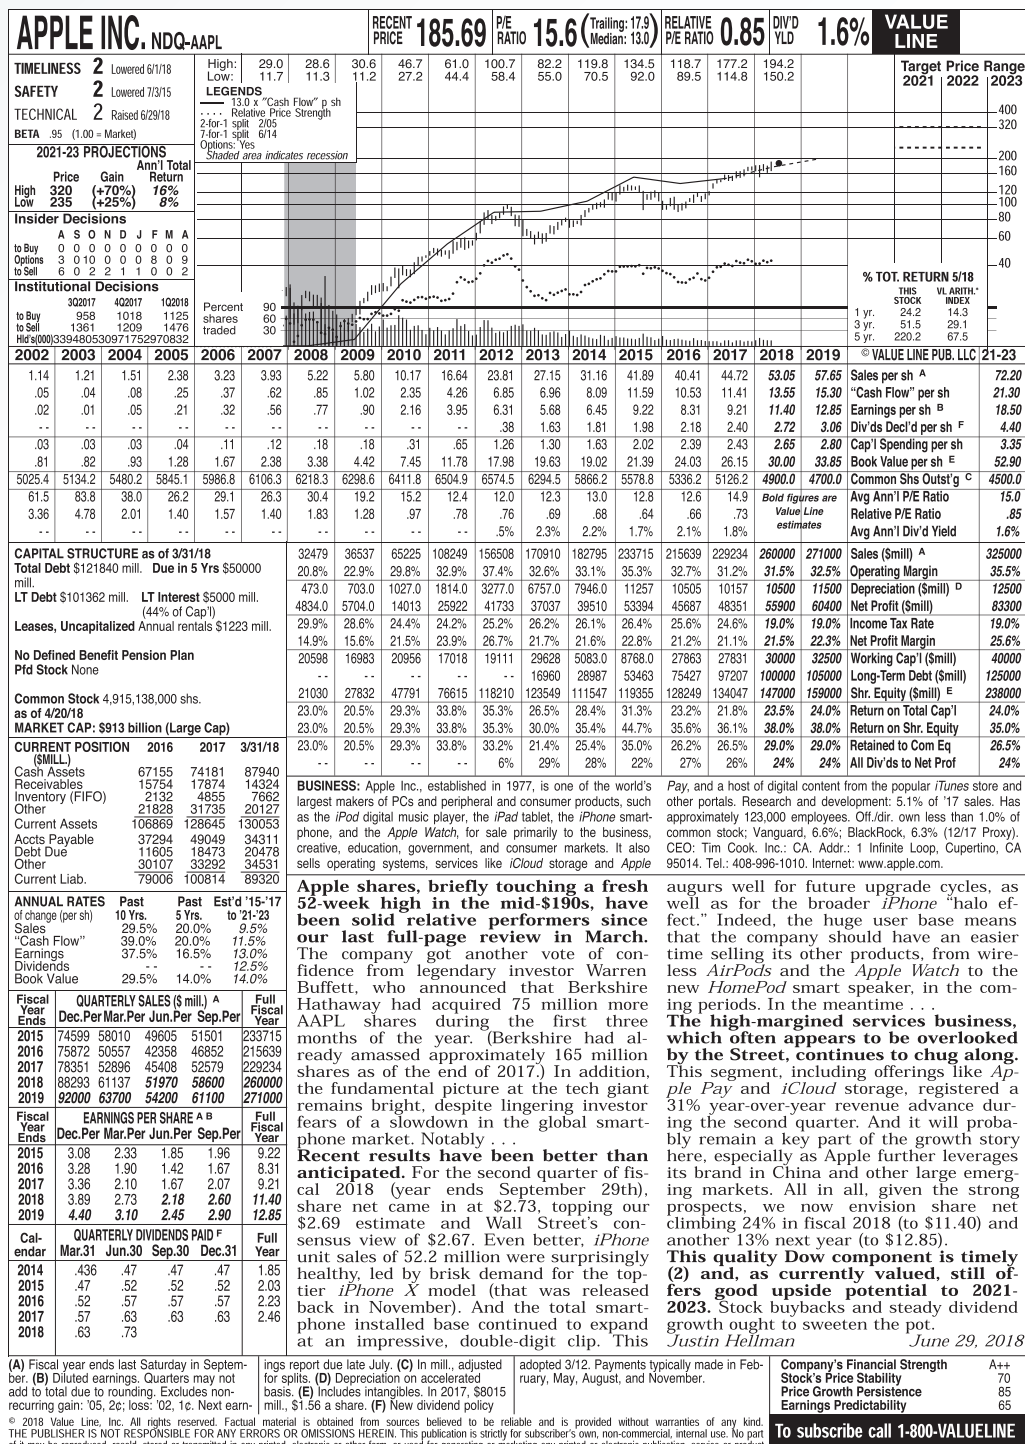 APPLE INC. NDQ-AAPL
RECENT PRICE 185.69 P/E RATIO 15.6 (Trailing: 17.9 Median: 13.0) RELATIVE P/E RATIO 0.85 DIV'D YLD 1.6% VALUE LINE
TIMELINESS 2 Lowered 6/1/18
SAFETY 2 Lowered 7/3/15
TECHNICAL 2 Raised 6/29/18
BETA .95 (1.00 = Market)
High: 29.0 28.6 30.6 46.7 61.0 100.7 82.2 119.8 134.5 118.7 177.2 194.2
Low: 11.7 11.3 11.2 27.2 44.4 58.4 55.0 70.5 92.0 89.5 114.8 150.2
Target Price Range
2021 2022 2023
LEGENDS
13.0 x "Cash Flow" p sh
. . . . Relative Price Strength
2-for-1 split 2/05
7-for-1 split 6/14
Options: Yes
Shaded area indicates recession
400
320
200
160
120
100
80
60
40
2021-23 PROJECTIONS
Ann'l Total
Price Gain Return
High 320 (+70%) 16%
Low 235 (+25%) 8%
Insider Decisions
A S O N D J F M A
to Buy 0 0 0 0 0 0 0 0 0
Options 3 0 10 0 0 0 8 0 9
to Sell 6 0 2 2 1 1 0 0 2
Institutional Decisions
3Q2017 4Q2017 1Q2018
to Buy 958 1018 1125
to Sell 1361 1209 1476
Hld's(000)339480530971752970832
Percent shares traded
90
60
30
% TOT. RETURN 5/18
THIS STOCK VL ARITH.* INDEX
1 yr. 24.2 14.3
3 yr. 51.5 29.1
5 yr. 220.2 67.5
2002 2003 2004 2005 2006 2007 2008 2009 2010 2011 2012 2013 2014 2015 2016 2017 2018 2019 © VALUE LINE PUB. LLC 21-23
1.14 1.21 1.51 2.38 3.23 3.93 5.22 5.80 10.17 16.64 23.81 27.15 31.16 41.89 40.41 44.72 53.05 57.65 Sales per sh A 72.20
.05 .04 .08 .25 .37 .62 .85 1.02 2.35 4.26 6.85 6.96 8.09 11.59 10.53 11.41 13.55 15.30 "Cash Flow" per sh 21.30
.02 .01 .05 .21 .32 .56 .77 .90 2.16 3.95 6.31 5.68 6.45 9.22 8.31 9.21 11.40 12.85 Earnings per sh B 18.50
- - - - - - - - - - - - - - - - - - - - .38 1.63 1.81 1.98 2.18 2.40 2.72 3.06 Div'ds Decl'd per sh F 4.40
.03 .03 .03 .04 .11 .12 .18 .18 .31 .65 1.26 1.30 1.63 2.02 2.39 2.43 2.65 2.80 Cap'l Spending per sh 3.35
.81 .82 .93 1.28 1.67 2.38 3.38 4.42 7.45 11.78 17.98 19.63 19.02 21.39 24.03 26.15 30.00 33.85 Book Value per sh E 52.90
5025.4 5134.2 5480.2 5845.1 5986.8 6106.3 6218.3 6298.6 6411.8 6504.9 6574.5 6294.5 5866.2 5578.8 5336.2 5126.2 4900.0 4700.0 Common Shs Outst'g C 4500.0
61.5 83.8 38.0 26.2 29.1 26.3 30.4 19.2 15.2 12.4 12.0 12.3 13.0 12.8 12.6 14.9 Bold figures are Avg Ann'l P/E Ratio 15.0
3.36 4.78 2.01 1.40 1.57 1.40 1.83 1.28 .97 .78 .76 .69 .68 .64 .66 .73 Value Line Relative P/E Ratio .85
- - - - - - - - - - - - - - - - - - - - .5% 2.3% 2.2% 1.7% 2.1% 1.8% estimates Avg Ann'l Div'd Yield 1.6%
CAPITAL STRUCTURE as of 3/31/18
Total Debt $121840 mill. Due in 5 Yrs $50000
mill.
LT Debt $101362 mill. LT Interest $5000 mill.
(44% of Cap'l)
Leases, Uncapitalized Annual rentals $1223 mill.
No Defined Benefit Pension Plan
Pfd Stock None
Common Stock 4,915,138,000 shs.
as of 4/20/18
MARKET CAP: $913 billion (Large Cap)
32479 36537 65225 108249 156508 170910 182795 233715 215639 229234 260000 271000 Sales ($mill) A 325000
20.8% 22.9% 29.8% 32.9% 37.4% 32.6% 33.1% 35.3% 32.7% 31.2% 31.5% 32.5% Operating Margin 35.5%
473.0 703.0 1027.0 1814.0 3277.0 6757.0 7946.0 11257 10505 10157 10500 11500 Depreciation ($mill) D 12500
4834.0 5704.0 14013 25922 41733 37037 39510 53394 45687 48351 55900 60400 Net Profit ($mill) 83300
29.9% 28.6% 24.4% 24.2% 25.2% 26.2% 26.1% 26.4% 25.6% 24.6% 19.0% 19.0% Income Tax Rate 19.0%
14.9% 15.6% 21.5% 23.9% 26.7% 21.7% 21.6% 22.8% 21.2% 21.1% 21.5% 22.3% Net Profit Margin 25.6%
20598 16983 20956 17018 19111 29628 5083.0 8768.0 27863 27831 30000 32500 Working Cap'l ($mill) 40000
- - - - - - - - - - 16960 28987 53463 75427 97207 100000 105000 Long-Term Debt ($mill) 125000
21030 27832 47791 76615 118210 123549 111547 119355 128249 134047 147000 159000 Shr. Equity ($mill) E 238000
23.0% 20.5% 29.3% 33.8% 35.3% 26.5% 28.4% 31.3% 23.2% 21.8% 23.5% 24.0% Return on Total Cap'l 24.0%
23.0% 20.5% 29.3% 33.8% 35.3% 30.0% 35.4% 44.7% 35.6% 36.1% 38.0% 38.0% Return on Shr. Equity 35.0%
23.0% 20.5% 29.3% 33.8% 33.2% 21.4% 25.4% 35.0% 26.2% 26.5% 29.0% 29.0% Retained to Com Eq 26.5%
- - - - - - - - 6% 29% 28% 22% 27% 26% 24% 24% All Div'ds to Net Prof 24%
CURRENT POSITION 2016 2017 3/31/18
($MILL.)
Cash Assets 67155 74181 87940
Receivables 15754 17874 14324
Inventory (FIFO) 2132 4855 7662
Other 21828 31735 20127
Current Assets 106869 128645 130053
Accts Payable 37294 49049 34311
Debt Due 11605 18473 20478
Other 30107 33292 34531
Current Liab. 79006 100814 89320
ANNUAL RATES Past Past Est'd '15-'17
of change (per sh) 10 Yrs. 5 Yrs. to '21-'23
Sales 29.5% 20.0% 9.5%
"Cash Flow" 39.0% 20.0% 11.5%
Earnings 37.5% 16.5% 13.0%
Dividends - - - - 12.5%
Book Value 29.5% 14.0% 14.0%
Fiscal Year Ends QUARTERLY SALES ($ mill.) A Full Fiscal Year
Dec.Per Mar.Per Jun.Per Sep.Per
2015 74599 58010 49605 51501 233715
2016 75872 50557 42358 46852 215639
2017 78351 52896 45408 52579 229234
2018 88293 61137 51970 58600 260000
2019 92000 63700 54200 61100 271000
Fiscal Year Ends EARNINGS PER SHARE A B Full Fiscal Year
Dec.Per Mar.Per Jun.Per Sep.Per
2015 3.08 2.33 1.85 1.96 9.22
2016 3.28 1.90 1.42 1.67 8.31
2017 3.36 2.10 1.67 2.07 9.21
2018 3.89 2.73 2.18 2.60 11.40
2019 4.40 3.10 2.45 2.90 12.85
Calendar QUARTERLY DIVIDENDS PAID F Full Year
Mar.31 Jun.30 Sep.30 Dec.31
2014 .436 .47 .47 .47 1.85
2015 .47 .52 .52 .52 2.03
2016 .52 .57 .57 .57 2.23
2017 .57 .63 .63 .63 2.46
2018 .63 .73
BUSINESS: Apple Inc., established in 1977, is one of the world's
largest makers of PCs and peripheral and consumer products, such
as the iPod digital music player, the iPad tablet, the iPhone smart-
phone, and the Apple Watch, for sale primarily to the business,
creative, education, government, and consumer markets. It also
sells operating systems, services like iCloud storage and Apple
Pay, and a host of digital content from the popular iTunes store and
other portals. Research and development: 5.1% of '17 sales. Has
approximately 123,000 employees. Off./dir. own less than 1.0% of
common stock; Vanguard, 6.6%; BlackRock, 6.3% (12/17 Proxy).
CEO: Tim Cook. Inc.: CA. Addr.: 1 Infinite Loop, Cupertino, CA
95014. Tel.: 408-996-1010. Internet: www.apple.com.
Apple shares, briefly touching a fresh
52-week high in the mid-$190s, have
been solid relative performers since
our last full-page review in March.
The company got another vote of con-
fidence from legendary investor Warren
Buffett, who announced that Berkshire
Hathaway had acquired 75 million more
AAPL shares during the first three
months of the year. (Berkshire had al-
ready amassed approximately 165 million
shares as of the end of 2017.) In addition,
the fundamental picture at the tech giant
remains bright, despite lingering investor
fears of a slowdown in the global smart-
phone market. Notably . . .
Recent results have been better than
anticipated. For the second quarter of fis-
cal 2018 (year ends September 29th),
share net came in at $2.73, topping our
$2.69 estimate and Wall Street's con-
sensus view of $2.67. Even better, iPhone
unit sales of 52.2 million were surprisingly
healthy, led by brisk demand for the top-
tier iPhone X model (that was released
back in November). And the total smart-
phone installed base continued to expand
at an impressive, double-digit clip. This
augurs well for future upgrade cycles, as
well as for the broader iPhone "halo ef-
fect." Indeed, the huge user base means
that the company should have an easier
time selling its other products, from wire-
less AirPods and the Apple Watch to the
new HomePod smart speaker, in the com-
ing periods. In the meantime . . .
The high-margined services business,
which often appears to be overlooked
by the Street, continues to chug along.
This segment, including offerings like Ap-
ple Pay and iCloud storage, registered a
31% year-over-year revenue advance dur-
ing the second quarter. And it will proba-
bly remain a key part of the growth story
here, especially as Apple further leverages
its brand in China and other large emerg-
ing markets. All in all, given the strong
prospects, we now envision share net
climbing 24% in fiscal 2018 (to $11.40) and
another 13% next year (to $12.85).
This quality Dow component is timely
(2) and, as currently valued, still of-
fers good upside potential to 2021-
2023. Stock buybacks and steady dividend
growth ought to sweeten the pot.
Justin Hellman June 29, 2018
(A) Fiscal year ends last Saturday in Septem-
ber. (B) Diluted earnings. Quarters may not
add to total due to rounding. Excludes non-
recurring gain: '05, 2¢; loss: '02, 1¢. Next earn-
ings report due late July. (C) In mill., adjusted
for splits. (D) Depreciation on accelerated
basis. (E) Includes intangibles. In 2017, $8015
mill., $1.56 a share. (F) New dividend policy
adopted 3/12. Payments typically made in Feb-
ruary, May, August, and November.
Company's Financial Strength A++
Stock's Price Stability 70
Price Growth Persistence 85
Earnings Predictability 65
© 2018 Value Line, Inc. All rights reserved. Factual material is obtained from sources believed to be reliable and is provided without warranties of any kind.
THE PUBLISHER IS NOT RESPONSIBLE FOR ANY ERRORS OR OMISSIONS HEREIN. This publication is strictly for subscriber's own, non-commercial, internal use. No part
To subscribe call 1-800-VALUELINE